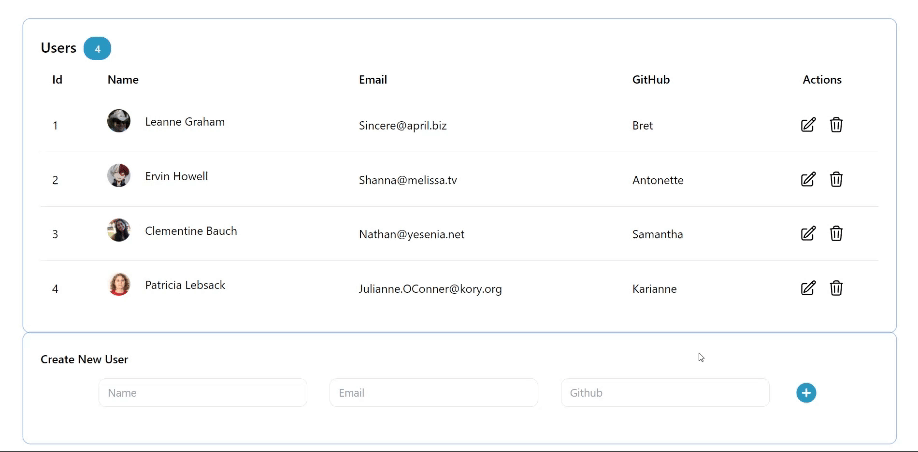 Users 4
Id Name Email GitHub Actions
1 Leanne Graham Sincere@april.biz Bret
2 Ervin Howell Shanna@melissa.tv Antonette
3 Clementine Bauch Nathan@yesenia.net Samantha
4 Patricia Lebsack Julianne.OConner@kory.org Karianne
Create New User
Name Email Github